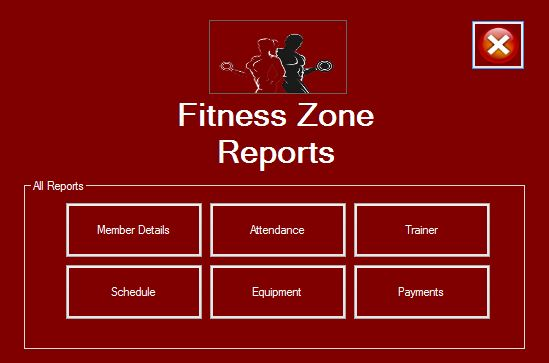 Fitness Zone
Reports
All Reports
Member Details
Attendance
Trainer
Schedule
Equipment
Payments